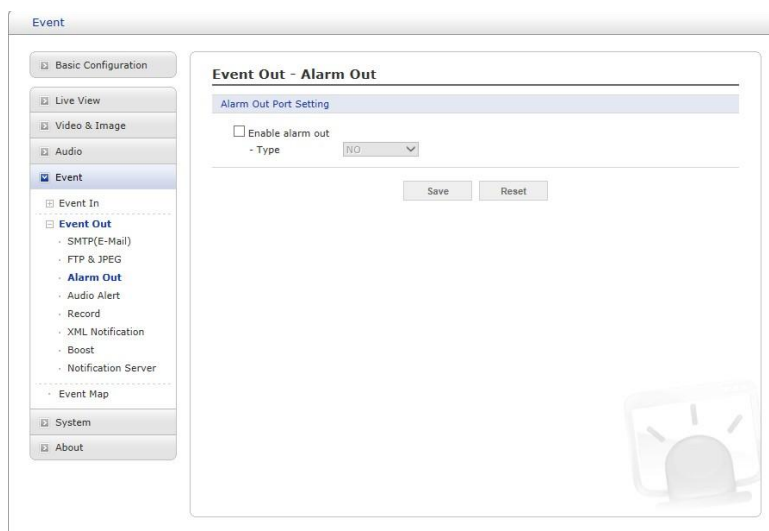 Event
Basic Configuration
Live View
Video & Image
Audio
Event
Event In
Event Out
SMTP(E-Mail)
FTP & JPEG
Alarm Out
Audio Alert
Record
XML Notification
Boost
Notification Server
Event Map
System
About
Event Out - Alarm Out
Alarm Out Port Setting
Enable alarm out
- Type NO
Save Reset